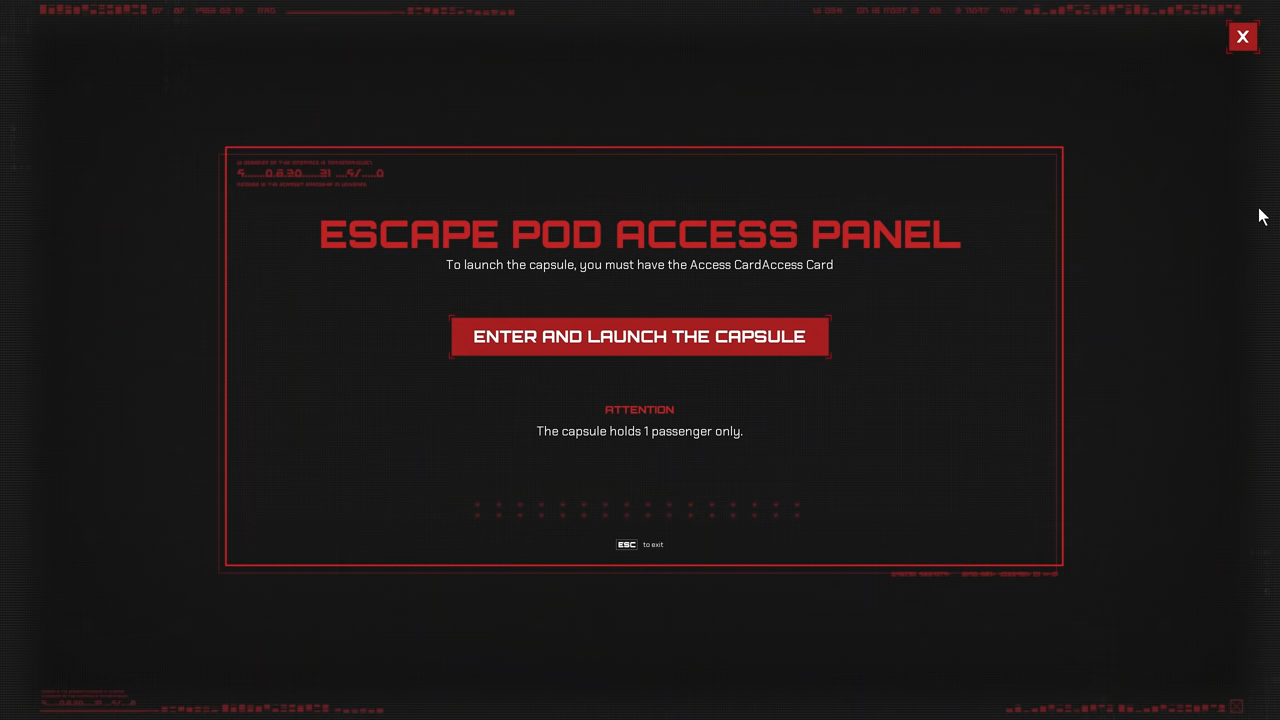 X
ESCAPE POD ACCESS PANEL
To launch the capsule, you must have the Access CardAccess Card
ENTER AND LAUNCH THE CAPSULE
ATTENTION
The capsule holds 1 passenger only.
ESC to exit